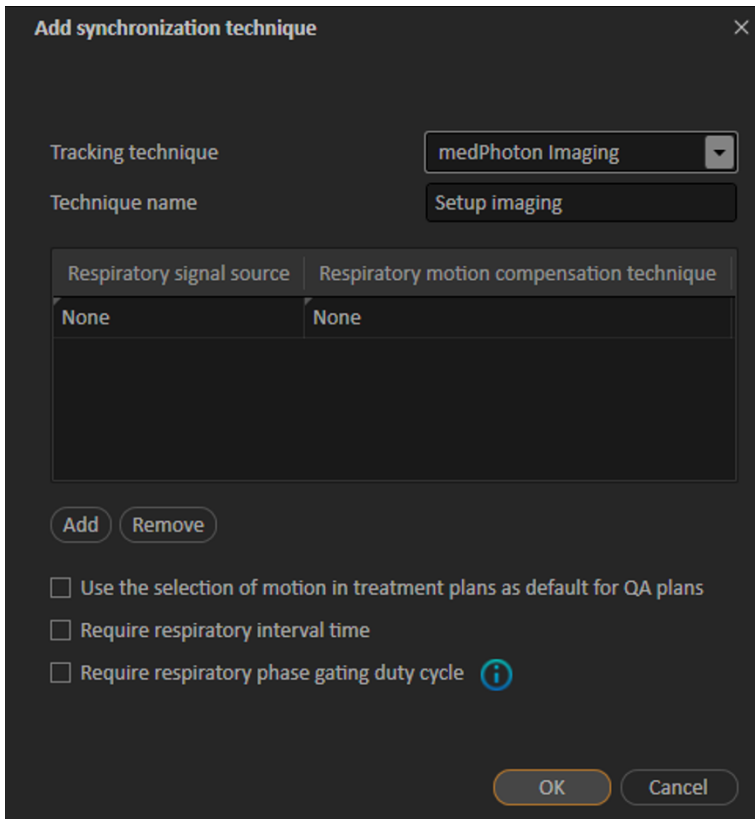 Add synchronization technique
Tracking technique medPhoton Imaging
Technique name Setup imaging
Respiratory signal source Respiratory motion compensation technique
None None
Add Remove
Use the selection of motion in treatment plans as default for QA plans
Require respiratory interval time
Require respiratory phase gating duty cycle
OK Cancel